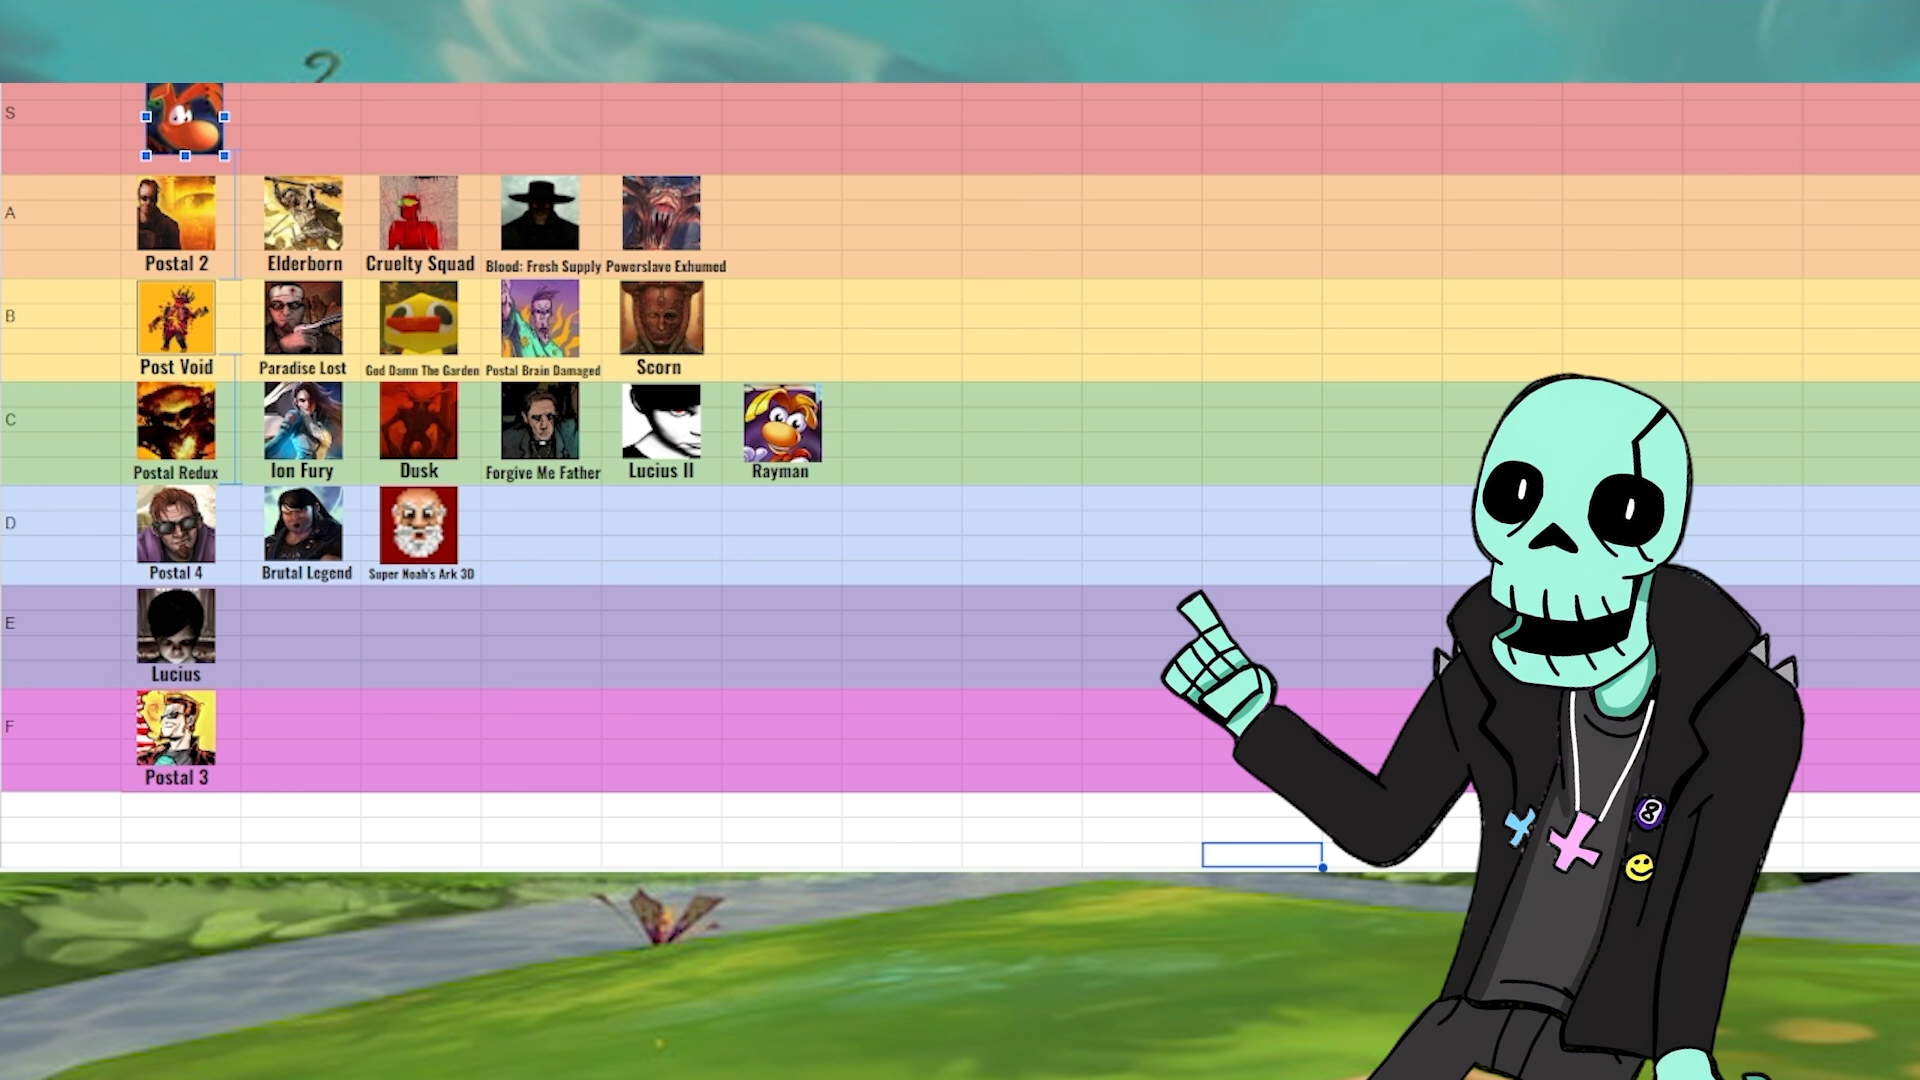 S
A
Postal 2 Elderborn Cruelty Squad Blood: Fresh Supply Powerslave Exhumed
B
Post Void Paradise Lost God Damn The Garden Postal Brain Damaged Scorn
C
Postal Redux Ion Fury Dusk Forgive Me Father Lucius II Rayman
D
Postal 4 Brutal Legend Super Noah's Ark 3D
E
Lucius
F
Postal 3
8